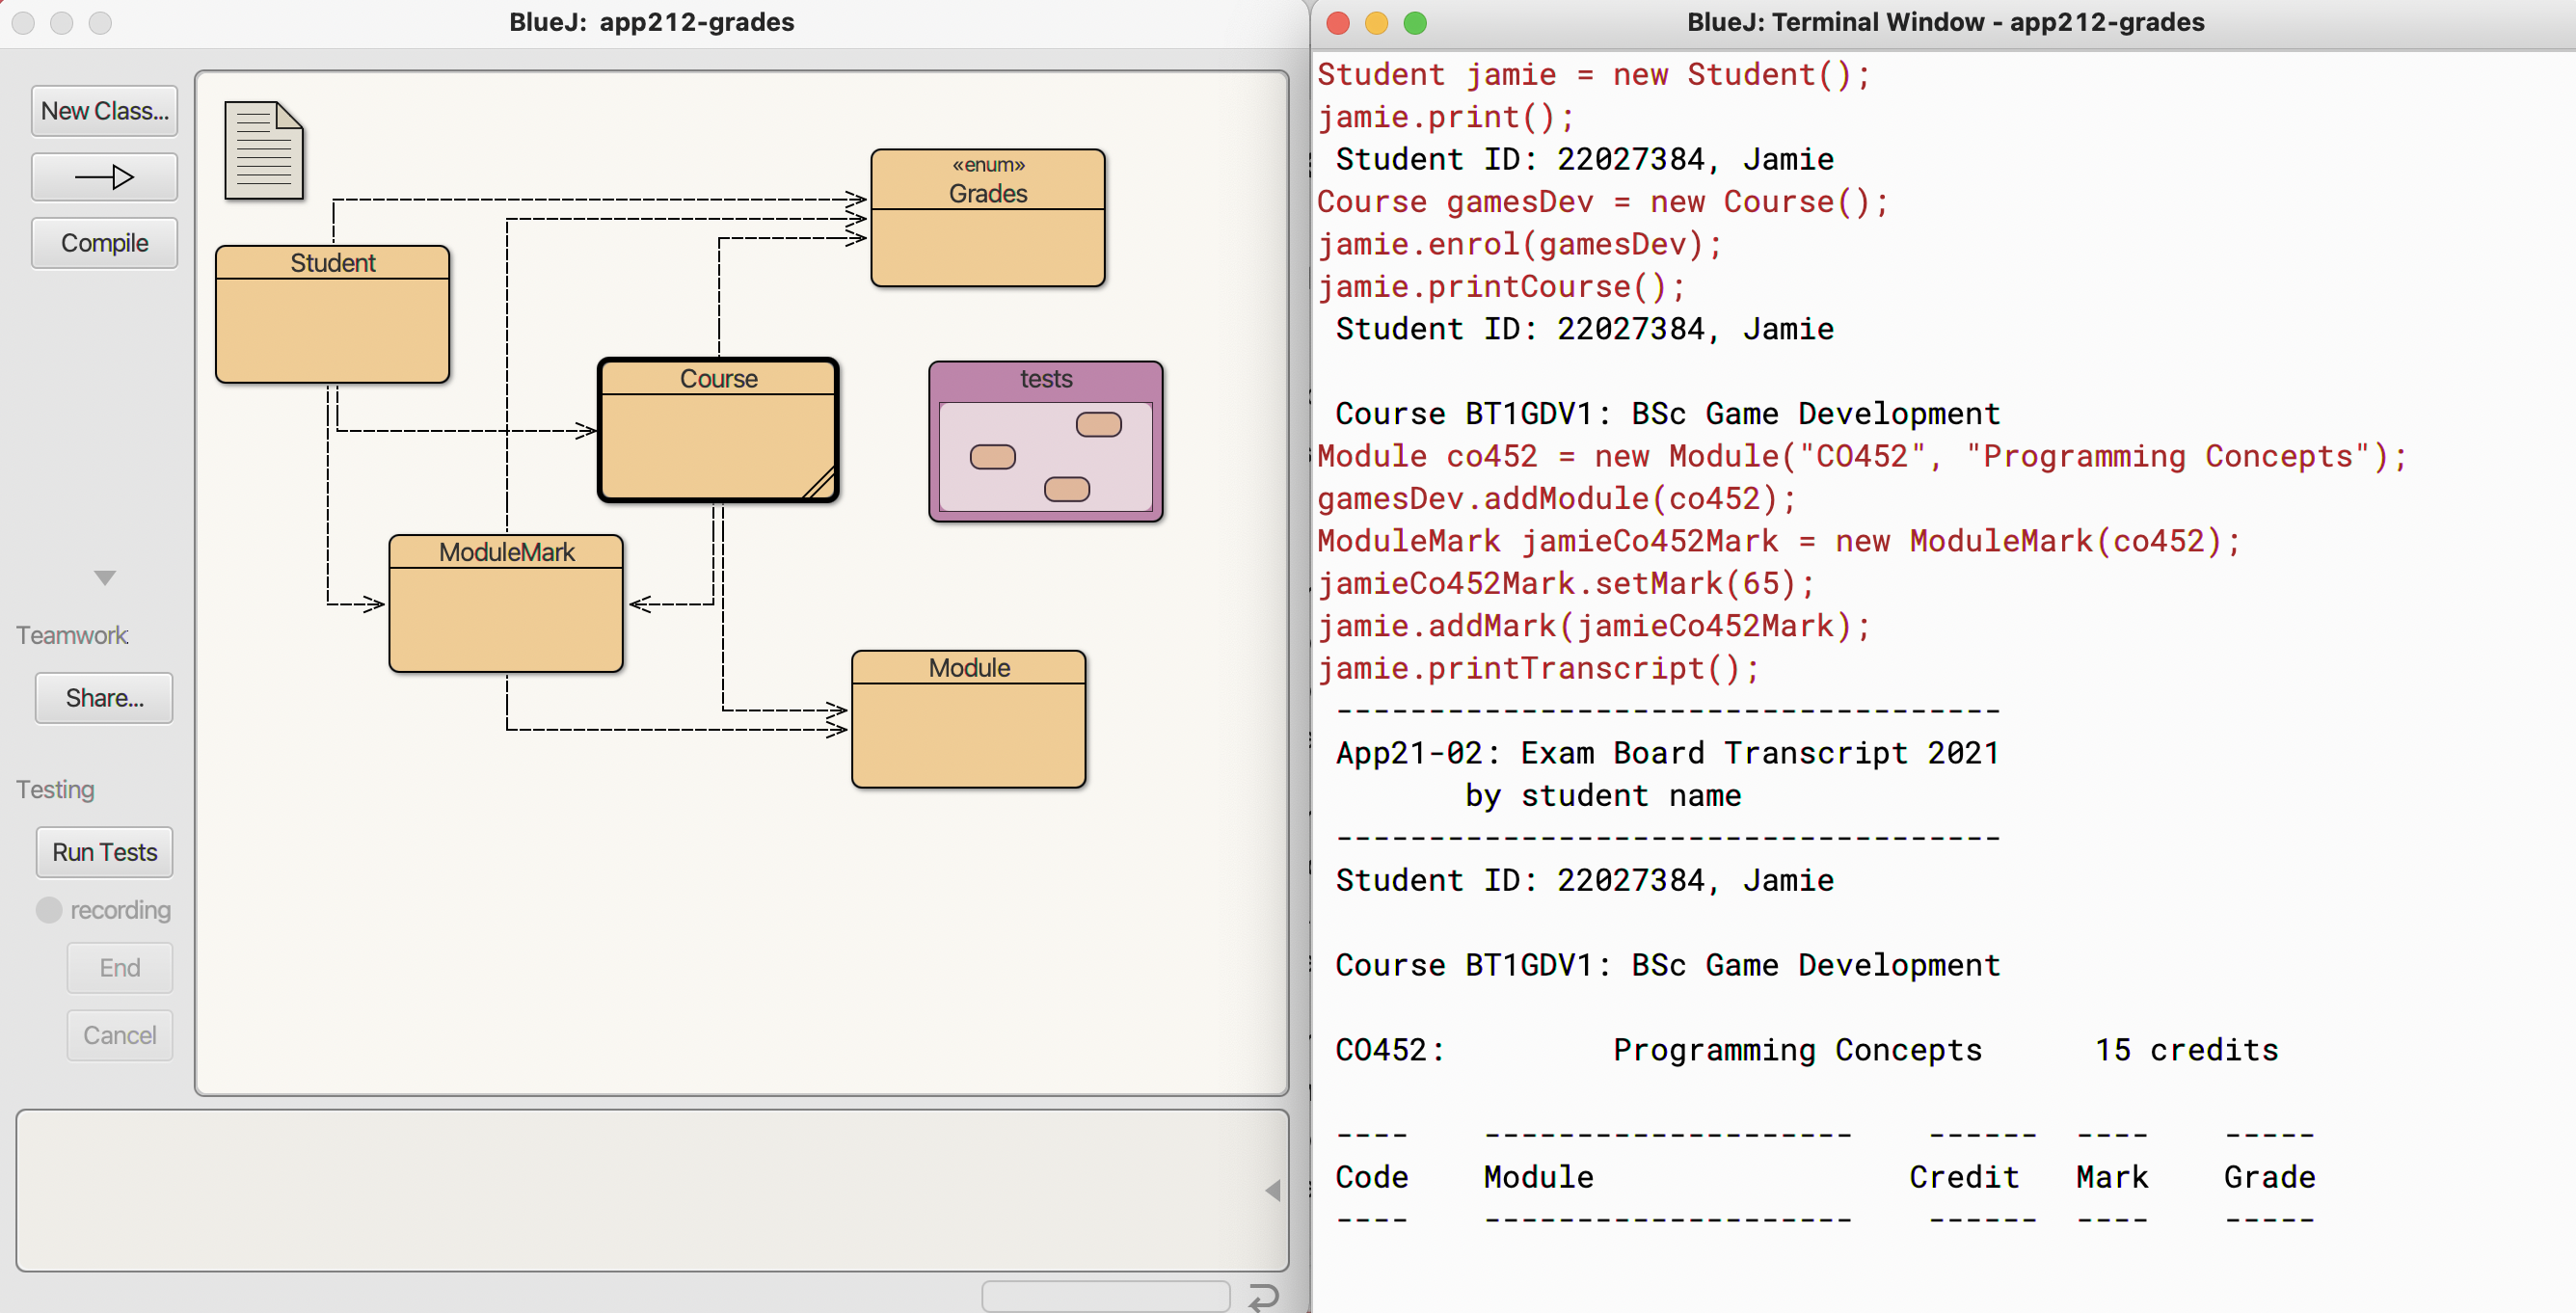 BlueJ:  app212-grades
New Class...
Compile
Teamwork
Share...
Testing
Run Tests
recording
End
Cancel
«enum»
Grades
Student
Course
tests
ModuleMark
Module
BlueJ: Terminal Window - app212-grades
Student jamie = new Student();
jamie.print();
 Student ID: 22027384, Jamie
Course gamesDev = new Course();
jamie.enrol(gamesDev);
jamie.printCourse();
 Student ID: 22027384, Jamie
 Course BT1GDV1: BSc Game Development
Module co452 = new Module("CO452", "Programming Concepts");
gamesDev.addModule(co452);
ModuleMark jamieCo452Mark = new ModuleMark(co452);
jamieCo452Mark.setMark(65);
jamie.addMark(jamieCo452Mark);
jamie.printTranscript();
 ------------------------------------
 App21-02: Exam Board Transcript 2021
        by student name
 ------------------------------------
 Student ID: 22027384, Jamie
 Course BT1GDV1: BSc Game Development
 CO452:         Programming Concepts      15 credits
 ----    --------------------    ------  ----    -----
 Code    Module                 Credit   Mark    Grade
 ----    --------------------    ------  ----    -----